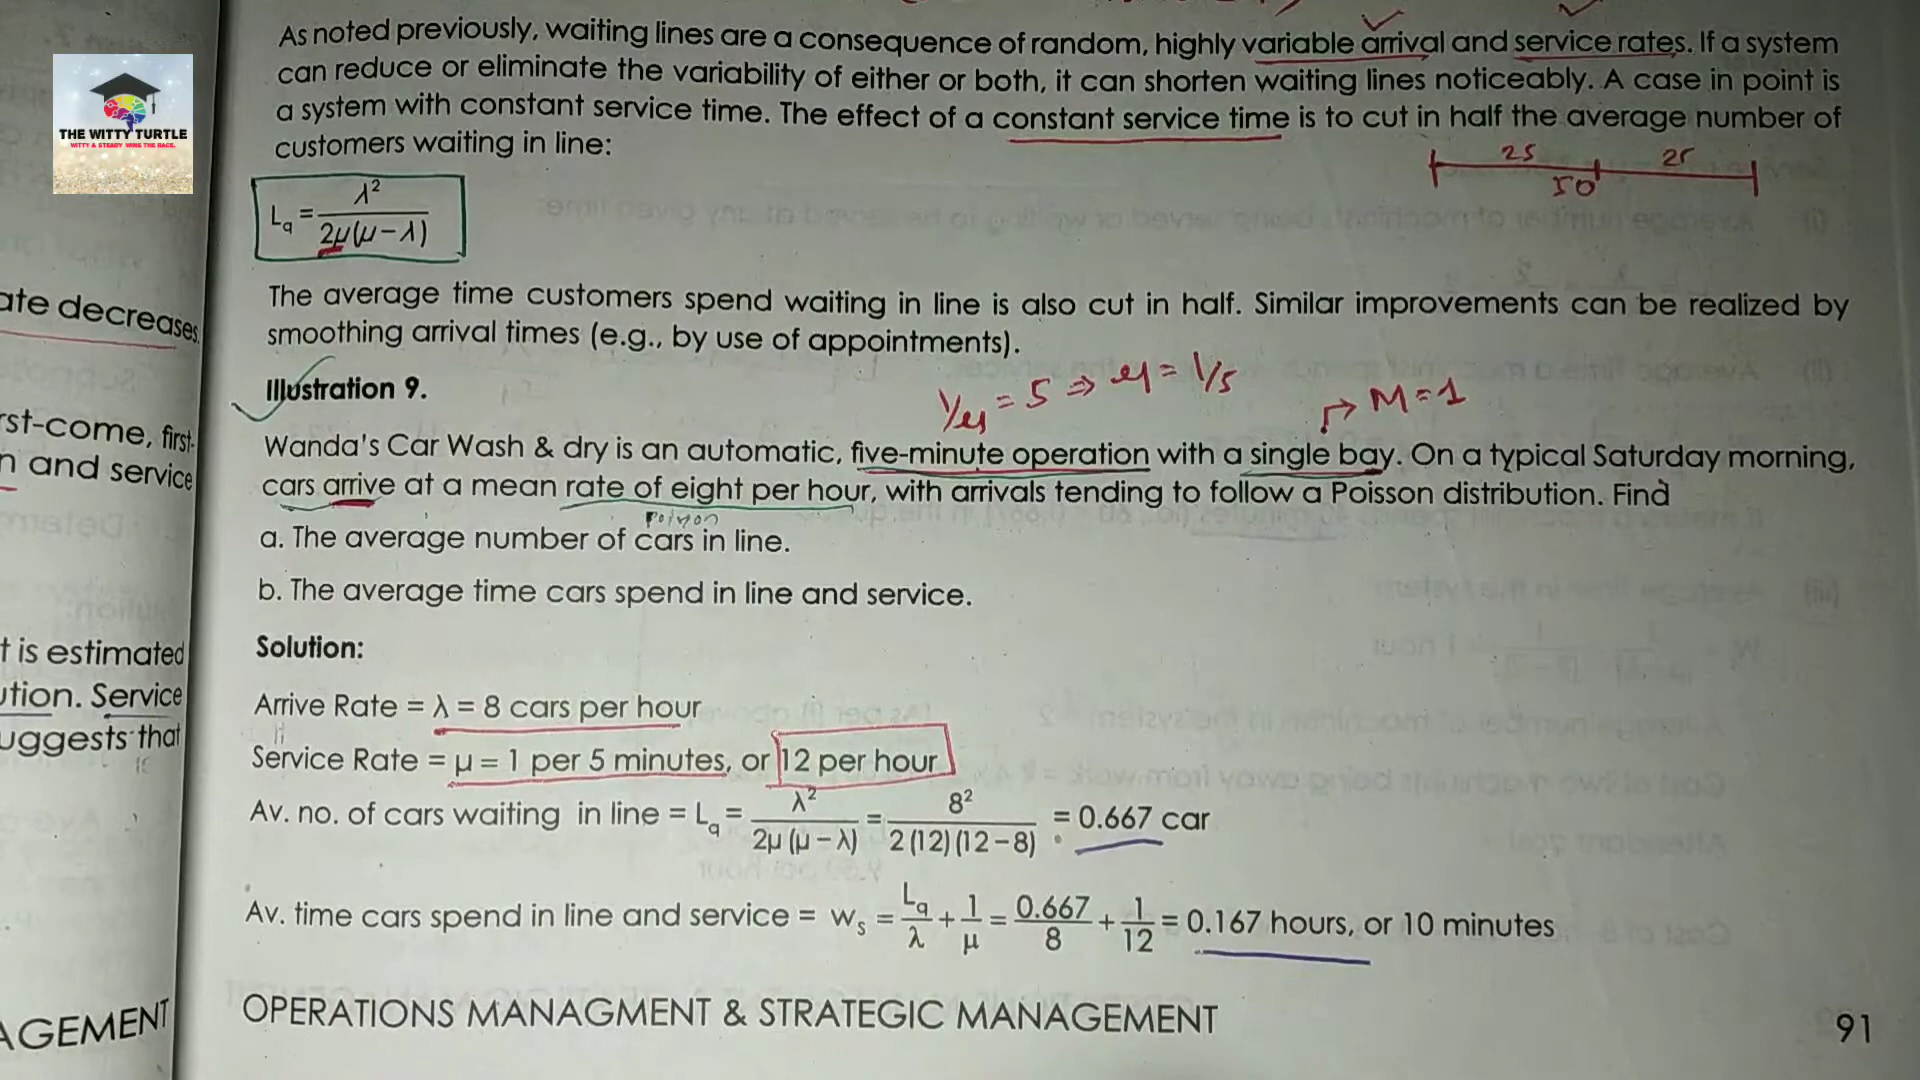 THE WITTY TURTLE
WITTY & STEADY WINS THE RACE.
As noted previously, waiting lines are a consequence of random, highly variable arrival and service rates. If a system
can reduce or eliminate the variability of either or both, it can shorten waiting lines noticeably. A case in point is
a system with constant service time. The effect of a constant service time is to cut in half the average number of
customers waiting in line:
25 25
50
Lq = λ² / 2μ(μ − λ)
The average time customers spend waiting in line is also cut in half. Similar improvements can be realized by
smoothing arrival times (e.g., by use of appointments).
Illustration 9.
1/μ = 5 ⇒ μ = 1/5
M = 1
Wanda's Car Wash & dry is an automatic, five-minute operation with a single bay. On a typical Saturday morning,
cars arrive at a mean rate of eight per hour, with arrivals tending to follow a Poisson distribution. Find
a. The average number of cars in line.
b. The average time cars spend in line and service.
Solution:
Arrive Rate = λ = 8 cars per hour
Service Rate = μ = 1 per 5 minutes, or 12 per hour
Av. no. of cars waiting in line = Lq = λ² / 2μ (μ − λ) = 8² / 2 (12) (12 − 8) = 0.667 car
Av. time cars spend in line and service = ws = Lq / λ + 1 / μ = 0.667 / 8 + 1 / 12 = 0.167 hours, or 10 minutes
OPERATIONS MANAGMENT & STRATEGIC MANAGEMENT
91
ate decreases
rst-come, first-
n and service
t is estimated
ution. Service
uggests that
AGEMENT